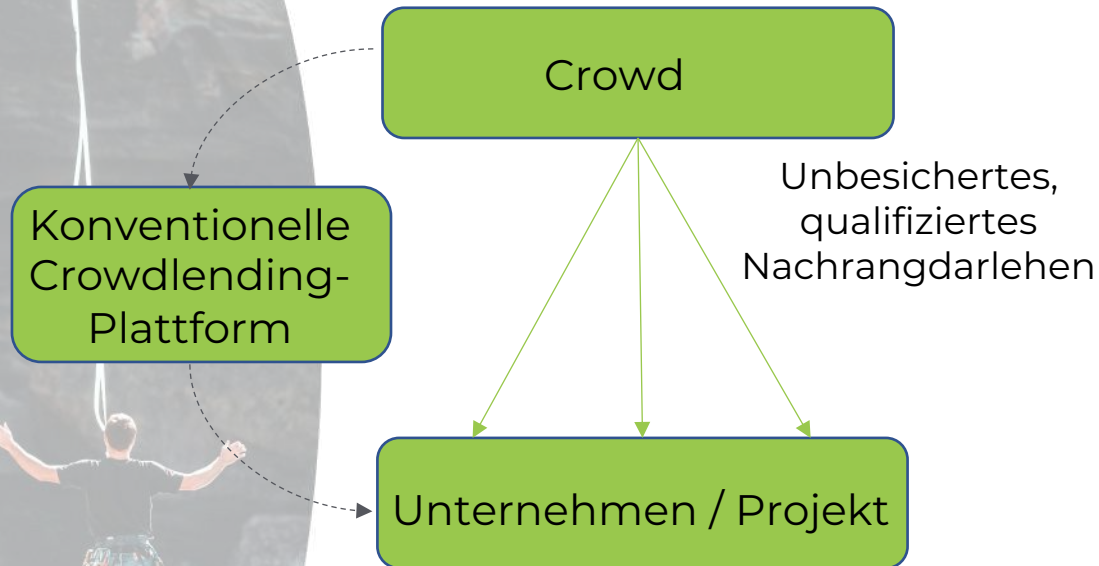 Crowd
Unbesichertes,
qualifiziertes
Nachrangdarlehen
Konventionelle
Crowdlending-
Plattform
Unternehmen / Projekt